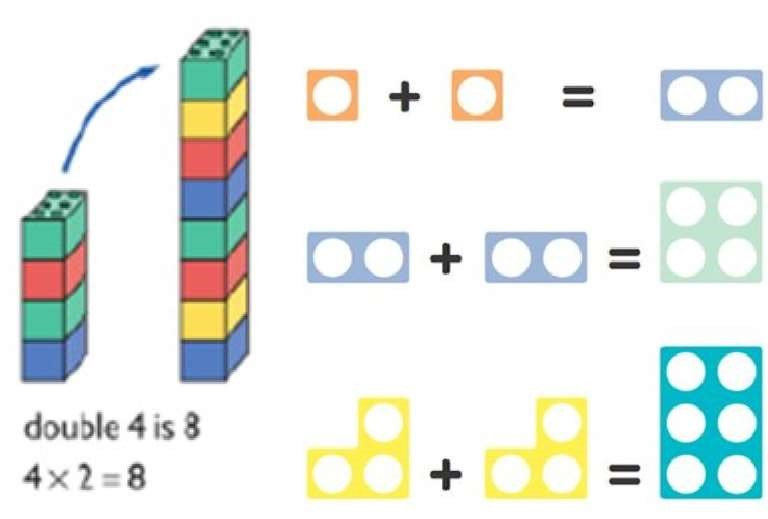 double 4 is 8
4 × 2 = 8
+ =
+ =
+ =